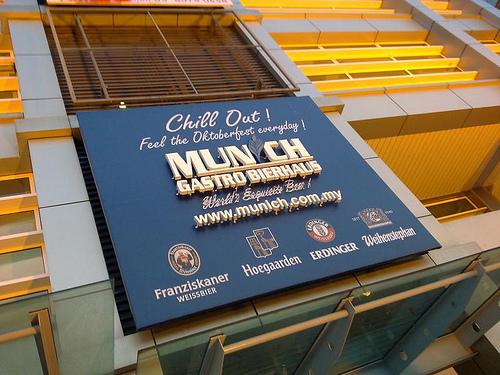 Chill Out !
Feel the Oktoberfest everyday !
MUNICH
GASTRO BIERHAUS
World's Exquisite Beer !
www.munich.com.my
Franziskaner
WEISSBIER
Hoegaarden
ERDINGER
Weihenstephan